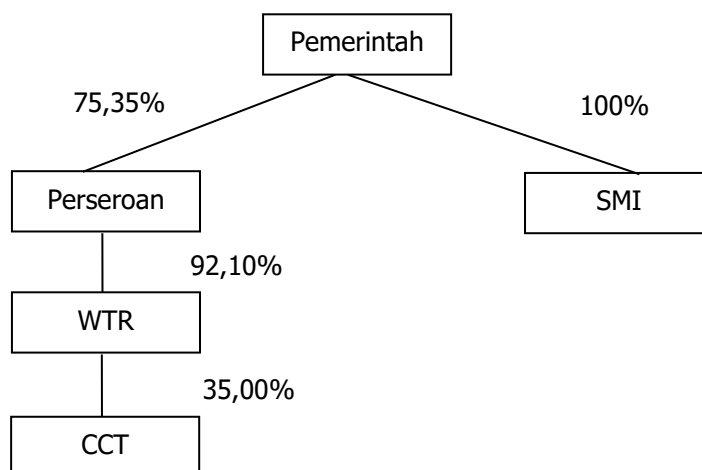 Pemerintah
75,35%
100%
Perseroan
SMI
92,10%
WTR
35,00%
CCT